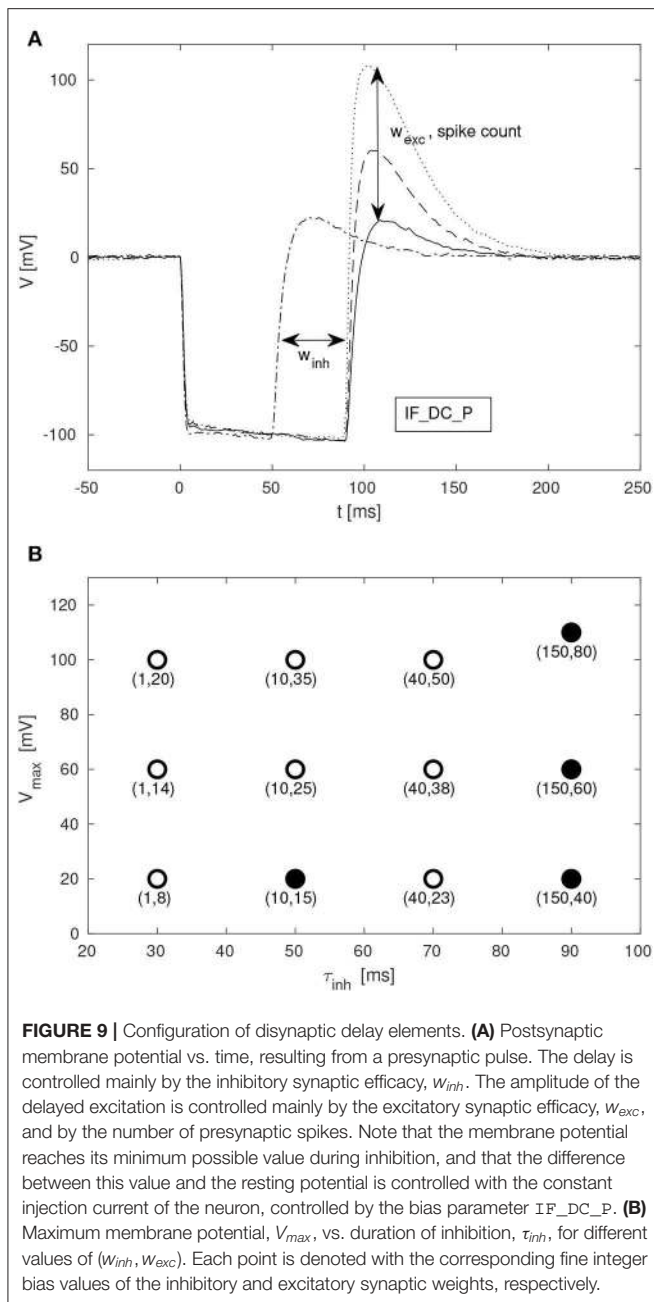 A
100
50
0
-50
-100
V [mV]
w_exc, spike count
w_inh
IF_DC_P
-50 0 50 100 150 200 250
t [ms]
B
120
100
80
60
40
20
0
V_max [mV]
(150,80)
(1,20) (10,35) (40,50)
(1,14) (10,25) (40,38) (150,60)
(1,8) (10,15) (40,23) (150,40)
20 30 40 50 60 70 80 90 100
τ_inh [ms]
FIGURE 9 | Configuration of disynaptic delay elements. (A) Postsynaptic
membrane potential vs. time, resulting from a presynaptic pulse. The delay is
controlled mainly by the inhibitory synaptic efficacy, w_inh. The amplitude of the
delayed excitation is controlled mainly by the excitatory synaptic efficacy, w_exc,
and by the number of presynaptic spikes. Note that the membrane potential
reaches its minimum possible value during inhibition, and that the difference
between this value and the resting potential is controlled with the constant
injection current of the neuron, controlled by the bias parameter IF_DC_P. (B)
Maximum membrane potential, V_max, vs. duration of inhibition, τ_inh, for different
values of (w_inh, w_exc). Each point is denoted with the corresponding fine integer
bias values of the inhibitory and excitatory synaptic weights, respectively.